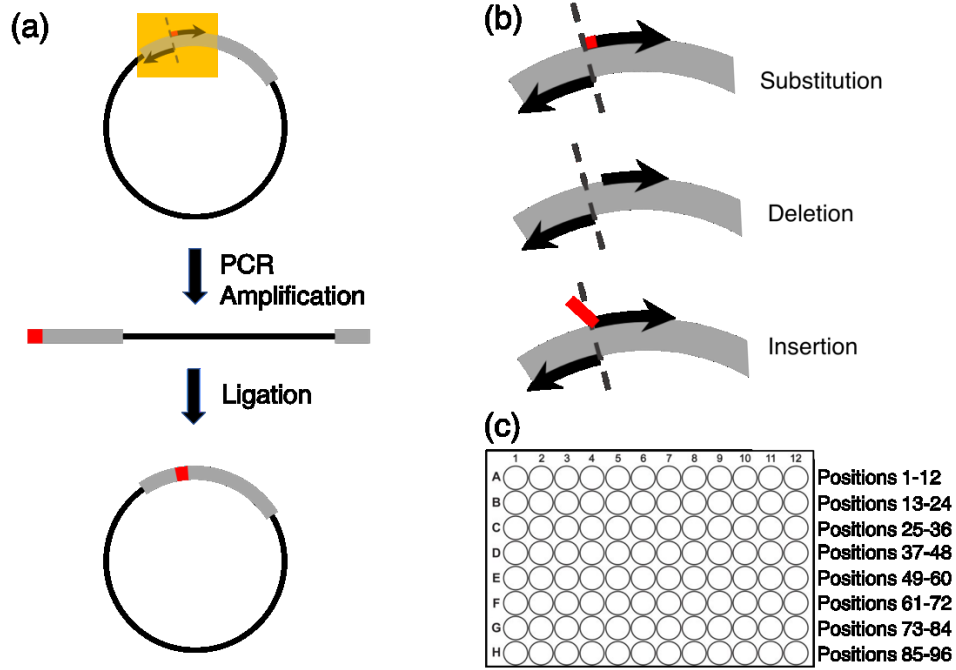 (a)
PCR
Amplification
Ligation
(b)
Substitution
Deletion
Insertion
(c)
1 2 3 4 5 6 7 8 9 10 11 12
A Positions 1-12
B Positions 13-24
C Positions 25-36
D Positions 37-48
E Positions 49-60
F Positions 61-72
G Positions 73-84
H Positions 85-96